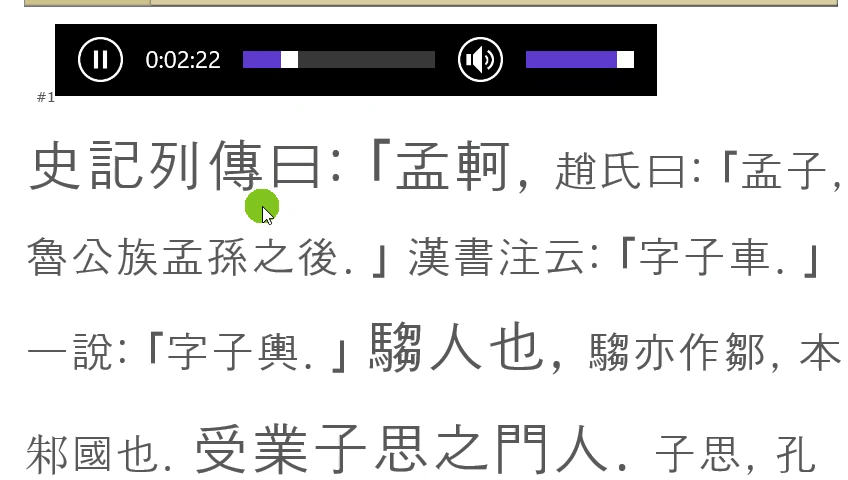 0:02:22
#1
史記列傳曰:「孟軻, 趙氏曰:「孟子,
魯公族孟孫之後.」漢書注云:「字子車.」
一說:「字子輿.」騶人也, 騶亦作鄒, 本
邾國也. 受業子思之門人. 子思, 孔